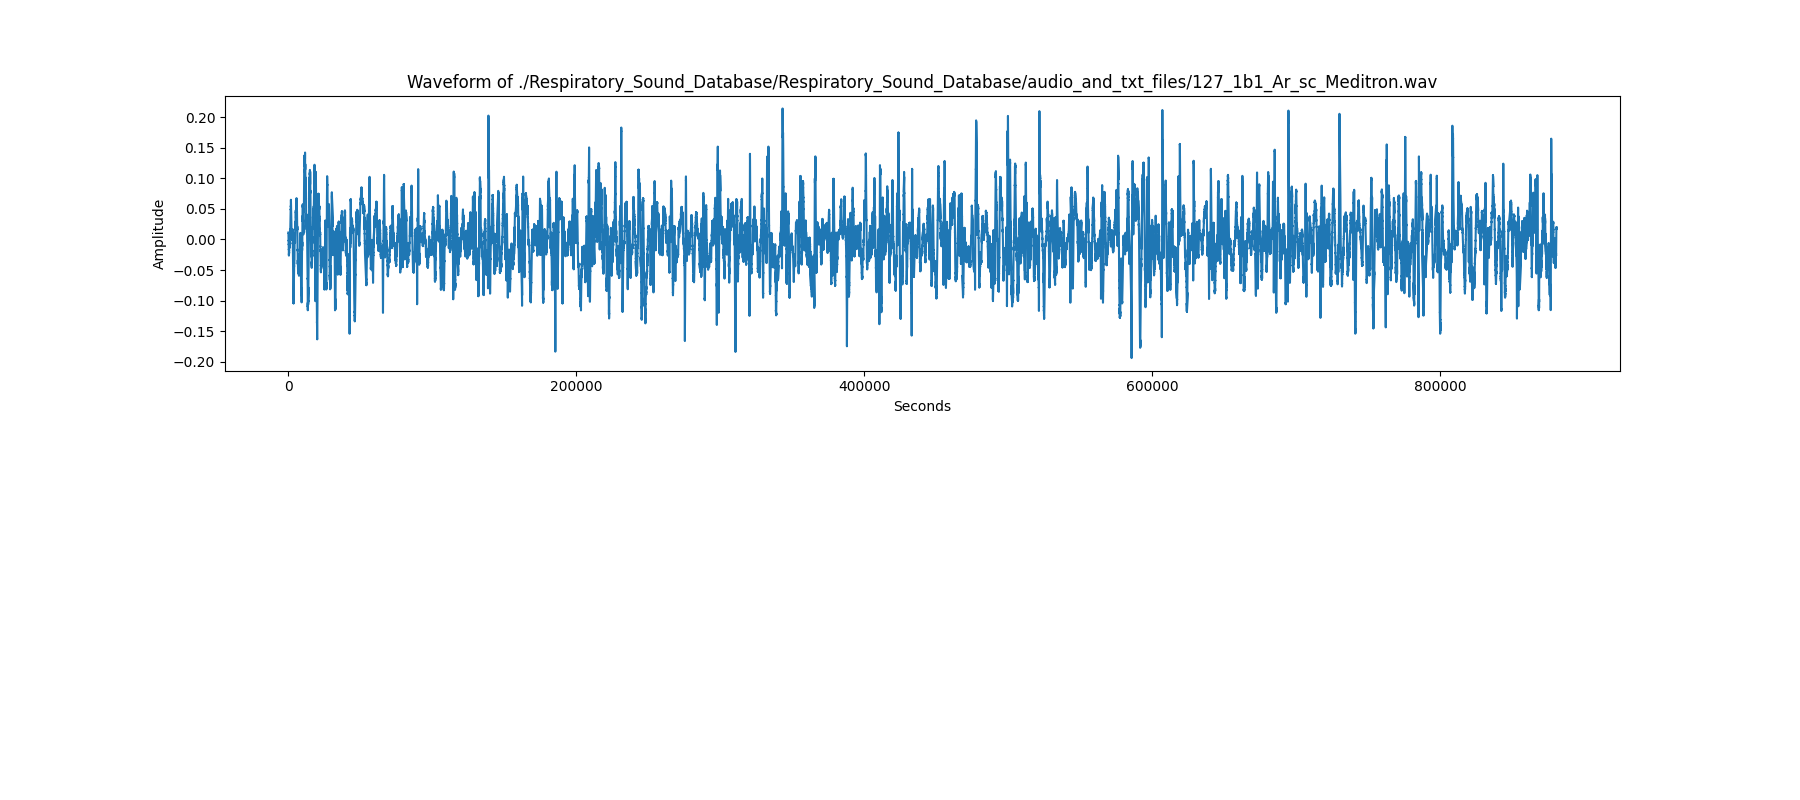 Waveform of ./Respiratory_Sound_Database/Respiratory_Sound_Database/audio_and_txt_files/127_1b1_Ar_sc_Meditron.wav
0.20
0.15
0.10
0.05
0.00
−0.05
−0.10
−0.15
−0.20
Amplitude
0 200000 400000 600000 800000
Seconds